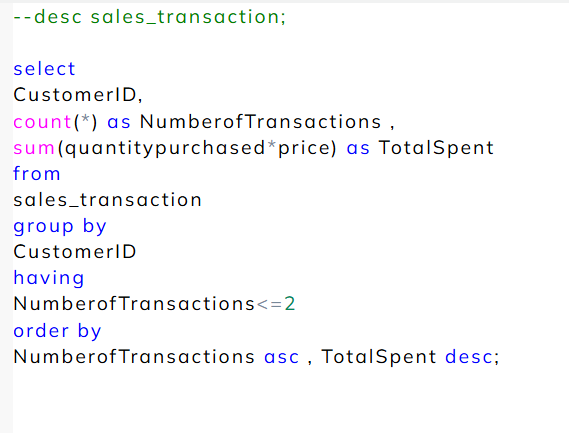 --desc sales_transaction;
select
CustomerID,
count(*) as NumberofTransactions ,
sum(quantitypurchased*price) as TotalSpent
from
sales_transaction
group by
CustomerID
having
NumberofTransactions<=2
order by
NumberofTransactions asc , TotalSpent desc;